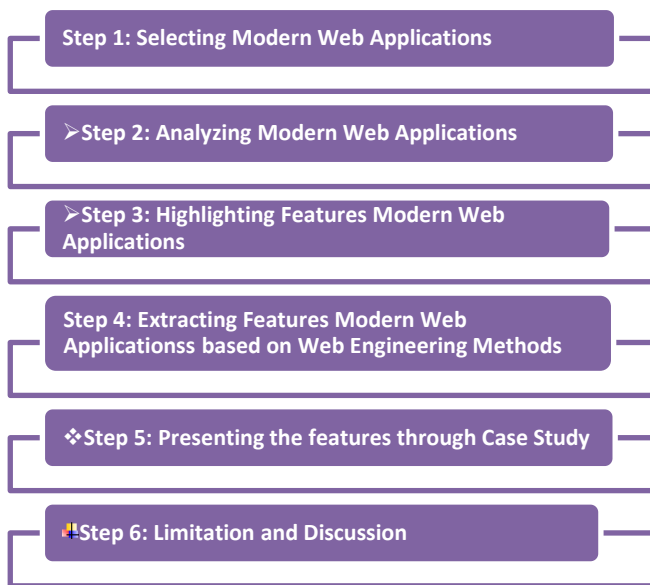 Step 1: Selecting Modern Web Applications
➢Step 2: Analyzing Modern Web Applications
➢Step 3: Highlighting Features Modern Web
Applications
Step 4: Extracting Features Modern Web
Applicationss based on Web Engineering Methods
❖Step 5: Presenting the features through Case Study
Step 6: Limitation and Discussion